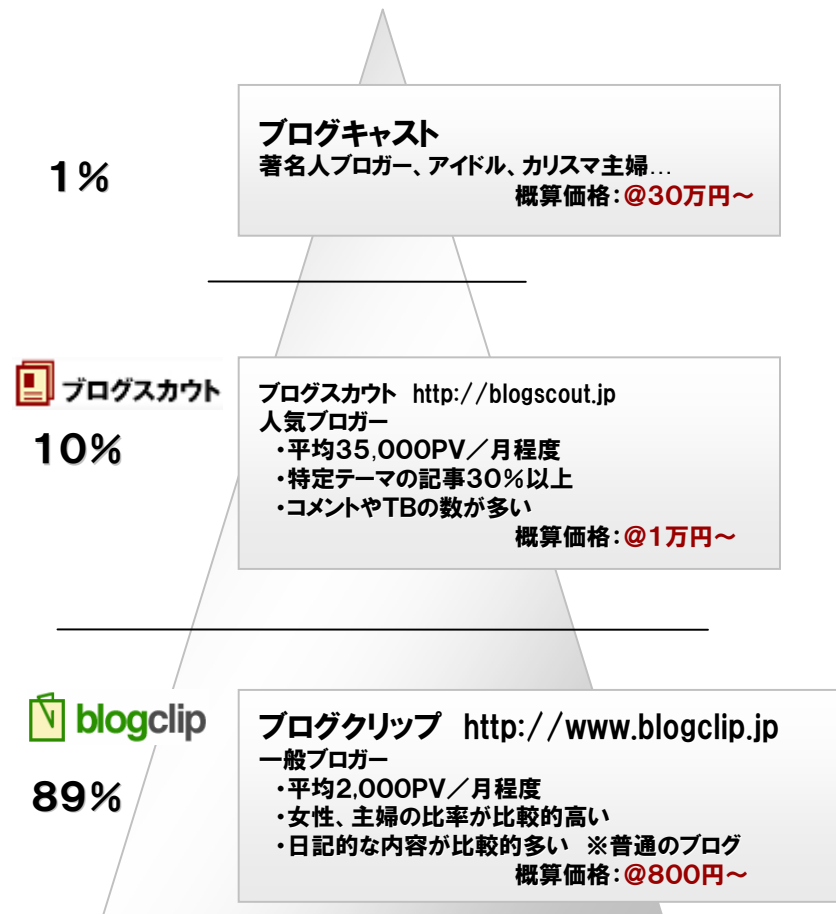 1%
ブログキャスト
著名人ブロガー、アイドル、カリスマ主婦…
概算価格：@30万円～
ブログスカウト
10%
ブログスカウト http://blogscout.jp
人気ブロガー
・平均35,000PV／月程度
・特定テーマの記事30％以上
・コメントやTBの数が多い
概算価格：@1万円～
blogclip
89%
ブログクリップ http://www.blogclip.jp
一般ブロガー
・平均2,000PV／月程度
・女性、主婦の比率が比較的高い
・日記的な内容が比較的多い ※普通のブログ
概算価格：@800円～